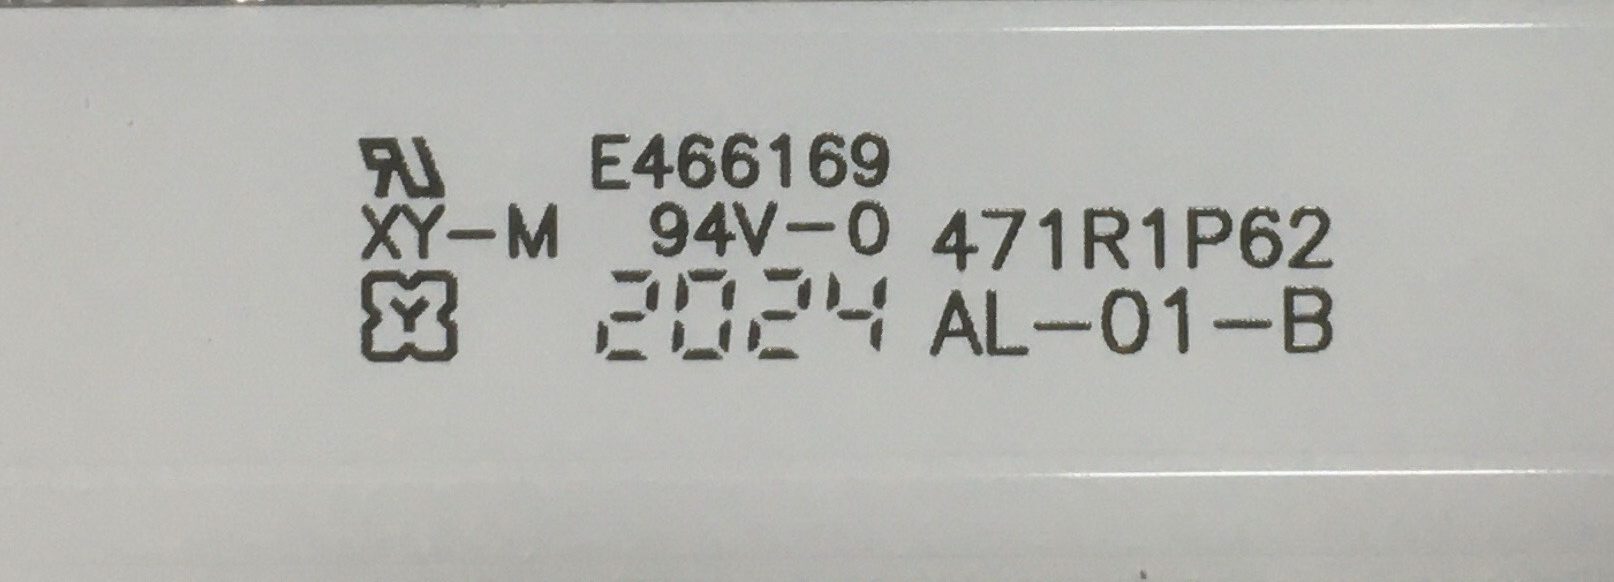 RU E466169
XY-M 94V-0 471R1P62
Y 2024 AL-01-B